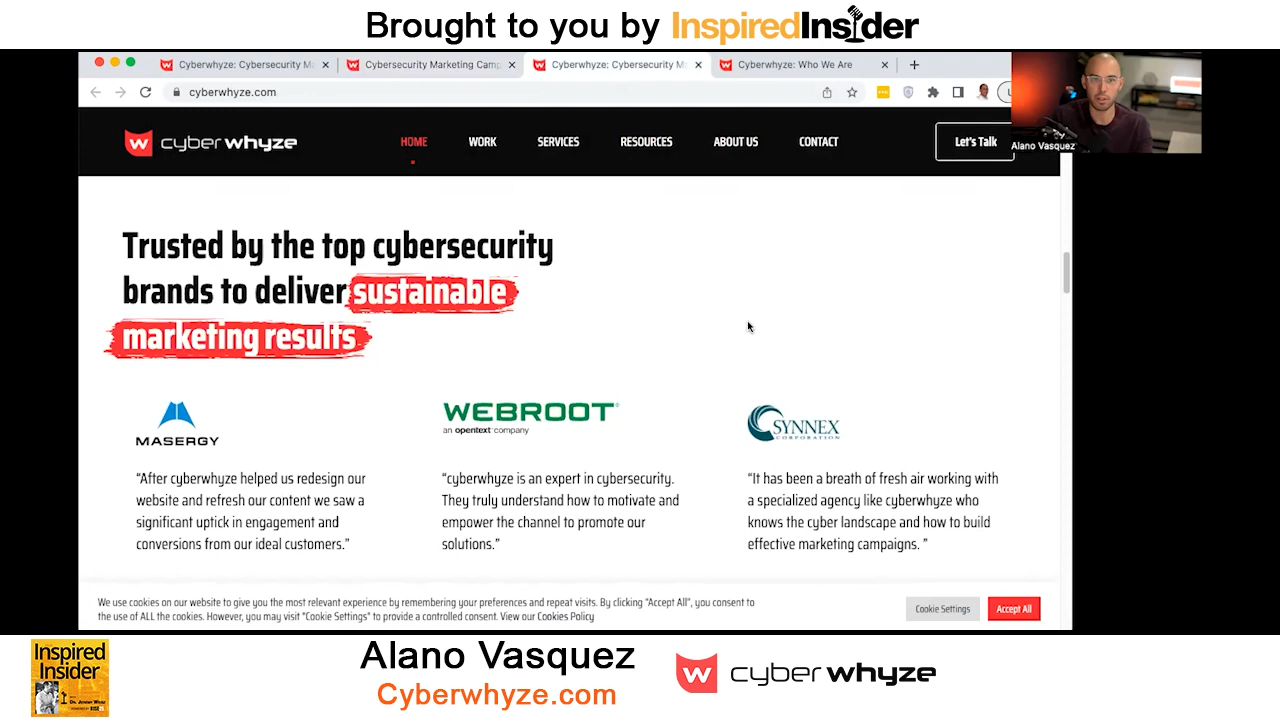 Brought to you by InspiredInsider
Cyberwhyze: Cybersecurity M
Cybersecurity Marketing Camp
Cyberwhyze: Cybersecurity M
Cyberwhyze: Who We Are
cyberwhyze.com
Alano Vasquez
cyber whyze
HOME
WORK
SERVICES
RESOURCES
ABOUT US
CONTACT
Let's Talk
Trusted by the top cybersecurity
brands to deliver sustainable
marketing results
MASERGY
WEBROOT
an opentext company
SYNNEX
CORPORATION
“After cyberwhyze helped us redesign our
website and refresh our content we saw a
significant uptick in engagement and
conversions from our ideal customers.”
“cyberwhyze is an expert in cybersecurity.
They truly understand how to motivate and
empower the channel to promote our
solutions.”
“It has been a breath of fresh air working with
a specialized agency like cyberwhyze who
knows the cyber landscape and how to build
effective marketing campaigns. ”
We use cookies on our website to give you the most relevant experience by remembering your preferences and repeat visits. By clicking "Accept All", you consent to
the use of ALL the cookies. However, you may visit "Cookie Settings" to provide a controlled consent. View our Cookies Policy
Cookie Settings
Accept All
Inspired
Insider
Alano Vasquez
Cyberwhyze.com
cyber whyze